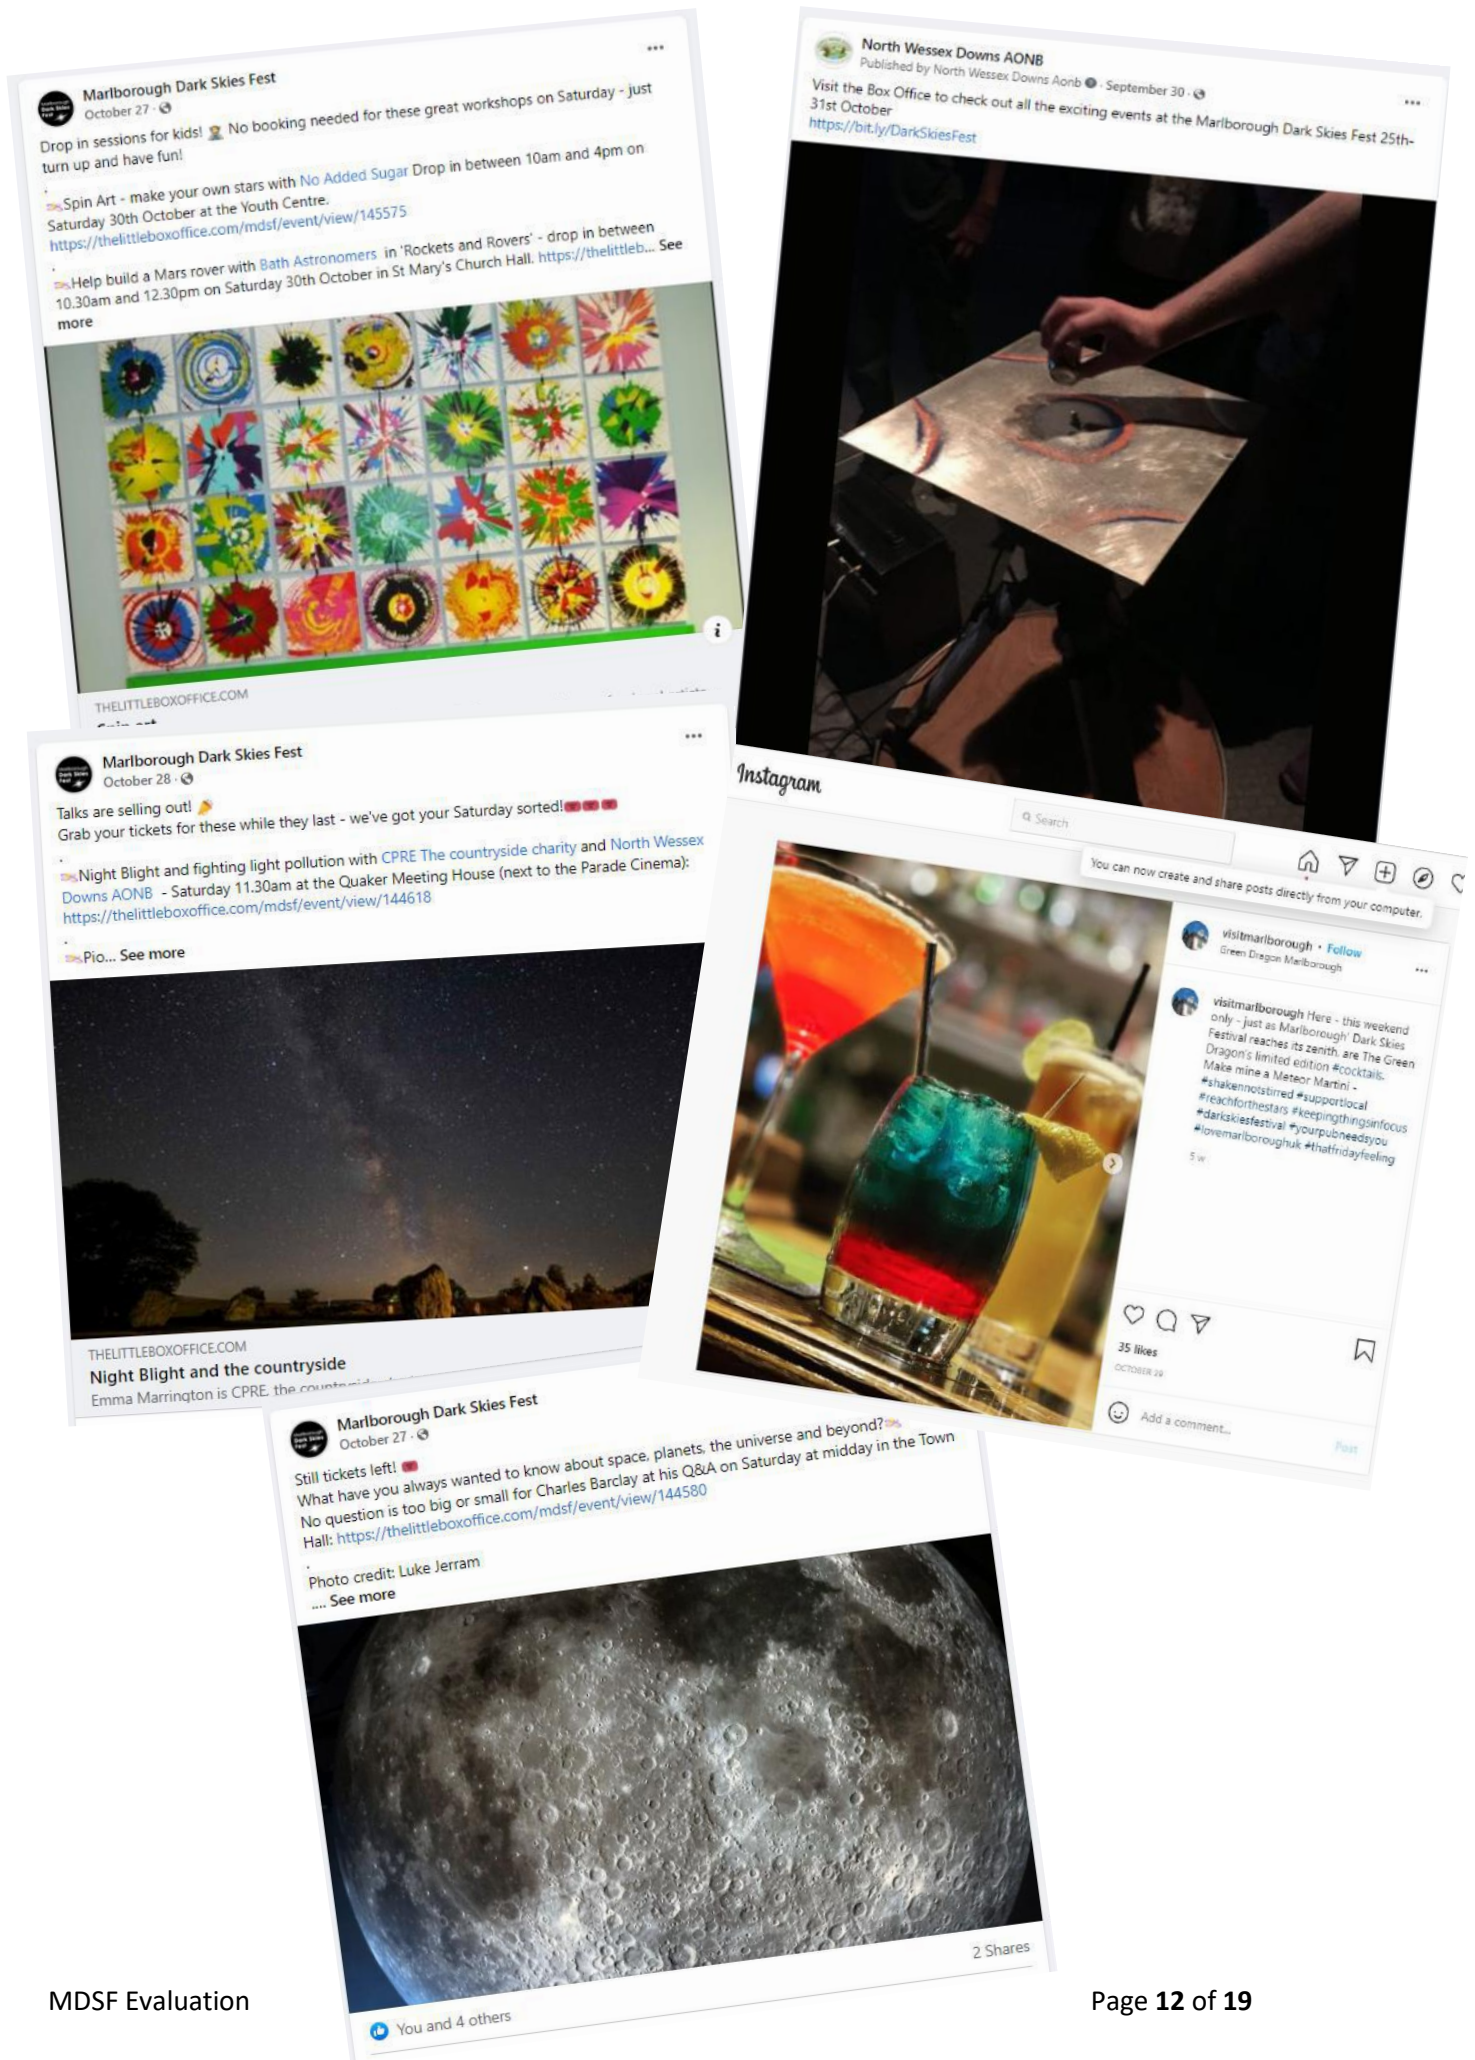 Marlborough Dark Skies Fest
October 27 ·
Drop in sessions for kids! No booking needed for these great workshops on Saturday - just
turn up and have fun!
.
Spin Art - make your own stars with No Added Sugar Drop in between 10am and 4pm on
Saturday 30th October at the Youth Centre.
https://thelittleboxoffice.com/mdsf/event/view/145575
.
Help build a Mars rover with Bath Astronomers in 'Rockets and Rovers' - drop in between
10.30am and 12.30pm on Saturday 30th October in St Mary's Church Hall. https://thelittleb... See
more
THELITTLEBOXOFFICE.COM
Spin art
North Wessex Downs AONB
Published by North Wessex Downs Aonb · September 30 ·
Visit the Box Office to check out all the exciting events at the Marlborough Dark Skies Fest 25th-
31st October
https://bit.ly/DarkSkiesFest
Marlborough Dark Skies Fest
October 28 ·
Talks are selling out!
Grab your tickets for these while they last - we've got your Saturday sorted!
.
Night Blight and fighting light pollution with CPRE The countryside charity and North Wessex
Downs AONB - Saturday 11.30am at the Quaker Meeting House (next to the Parade Cinema):
https://thelittleboxoffice.com/mdsf/event/view/144618
.
Pio... See more
THELITTLEBOXOFFICE.COM
Night Blight and the countryside
Emma Marrington is CPRE, the countryside
Instagram
Search
You can now create and share posts directly from your computer.
visitmarlborough • Follow
Green Dragon Marlborough
visitmarlborough Here - this weekend
only - just as Marlborough' Dark Skies
Festival reaches its zenith, are The Green
Dragon's limited edition #cocktails.
Make mine a Meteor Martini -
#shakennotstirred #supportlocal
#reachforthestars #keepingthingsinfocus
#darkskiesfestival #yourpubneedsyou
#lovemarlboroughuk #thatfridayfeeling
5 w
35 likes
OCTOBER 29
Add a comment...
Post
Marlborough Dark Skies Fest
October 27 ·
Still tickets left!
What have you always wanted to know about space, planets, the universe and beyond?
No question is too big or small for Charles Barclay at his Q&A on Saturday at midday in the Town
Hall: https://thelittleboxoffice.com/mdsf/event/view/144580
.
Photo credit: Luke Jerram
.... See more
2 Shares
You and 4 others
MDSF Evaluation
Page 12 of 19